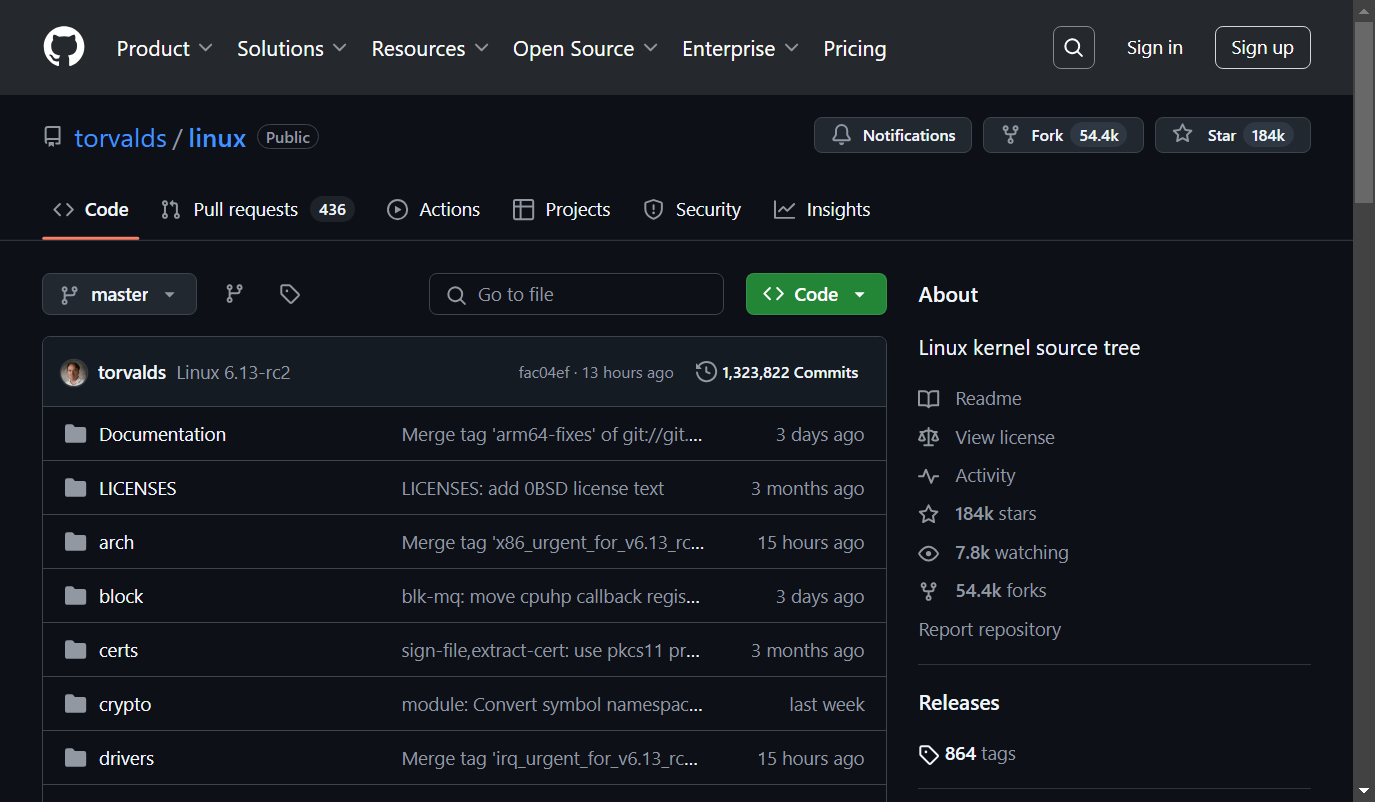 Product Solutions Resources Open Source Enterprise Pricing Sign in Sign up
torvalds / linux Public Notifications Fork 54.4k Star 184k
Code Pull requests 436 Actions Projects Security Insights
master Go to file Code
torvalds Linux 6.13-rc2 fac04ef · 13 hours ago 1,323,822 Commits
Documentation Merge tag 'arm64-fixes' of git://git.... 3 days ago
LICENSES LICENSES: add 0BSD license text 3 months ago
arch Merge tag 'x86_urgent_for_v6.13_rc... 15 hours ago
block blk-mq: move cpuhp callback regis... 3 days ago
certs sign-file,extract-cert: use pkcs11 pr... 3 months ago
crypto module: Convert symbol namespac... last week
drivers Merge tag 'irq_urgent_for_v6.13_rc... 15 hours ago
About
Linux kernel source tree
Readme
View license
Activity
184k stars
7.8k watching
54.4k forks
Report repository
Releases
864 tags